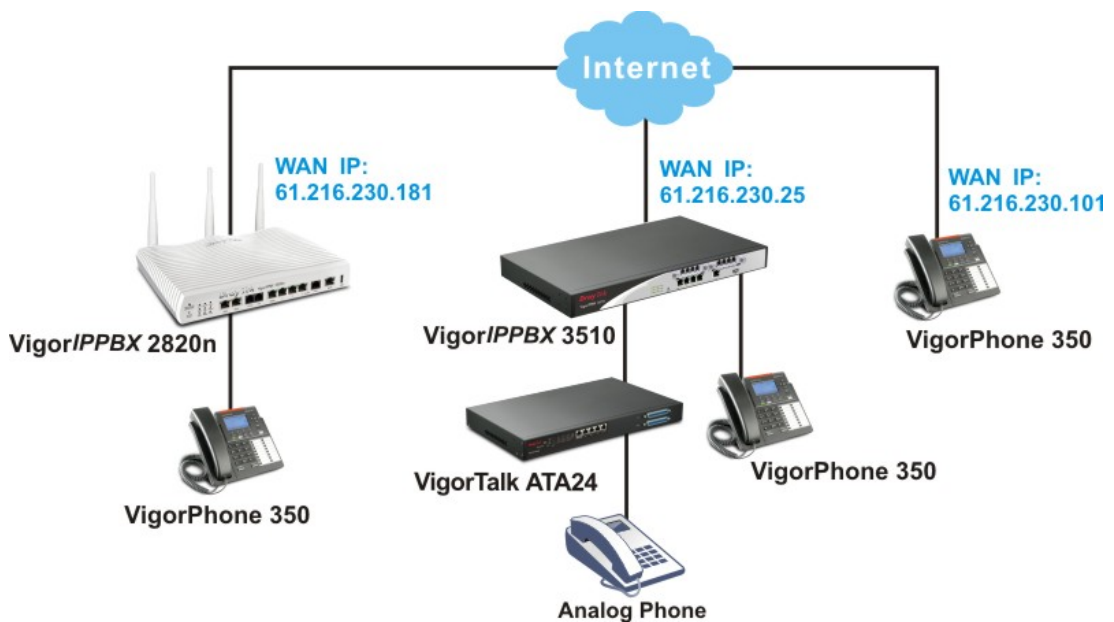 Internet
WAN IP:
61.216.230.181
WAN IP:
61.216.230.25
WAN IP:
61.216.230.101
VigorIPPBX 2820n
VigorIPPBX 3510
VigorPhone 350
VigorTalk ATA24
VigorPhone 350
VigorPhone 350
Analog Phone